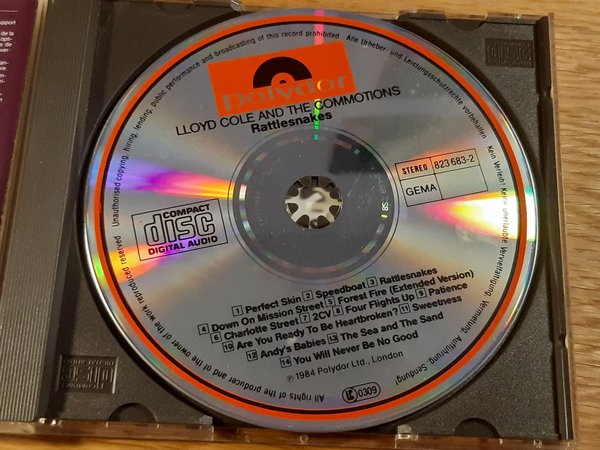 polydor
LLOYD COLE AND THE COMMOTIONS
Rattlesnakes
STEREO 823 683-2
GEMA
COMPACT
disc
DIGITAL AUDIO
1 Perfect Skin 2 Speedboat 3 Rattlesnakes
4 Down On Mission Street 5 Forest Fire (Extended Version)
6 Charlotte Street 7 2CV 8 Four Flights Up 9 Patience
10 Are You Ready To Be Heartbroken? 11 Sweetness
12 Andy's Babies 13 The Sea and The Sand
14 You Will Never Be No Good
℗ 1984 Polydor Ltd., London
LC 0309
All rights of the producer and of the owner of the work reproduced reserved Unauthorised copying, hiring, lending, public performance and broadcasting of this record prohibited Alle Urheber- und Leistungsschutzrechte vorbehalten Kein Verleih! Keine unerlaubte Vervielfältigung, Vermietung, Aufführung, Sendung!